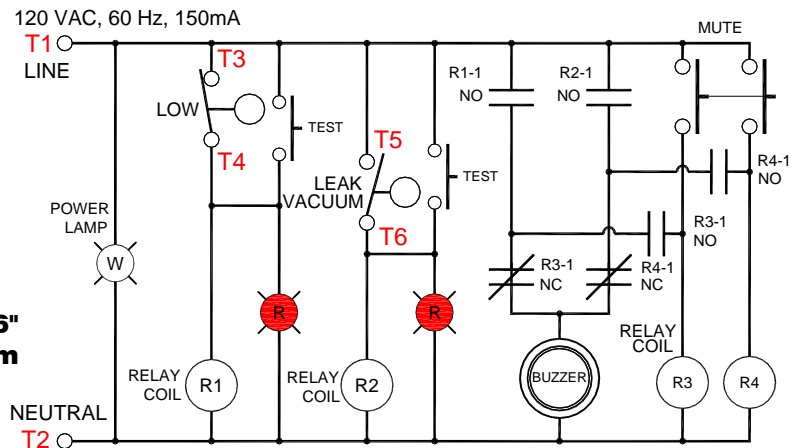 120 VAC, 60 Hz, 150mA
T1
LINE
T3
LOW
T4
TEST
T5
LEAK
VACUUM
T6
TEST
MUTE
R1-1
NO
R2-1
NO
R4-1
NO
R3-1
NO
R3-1
NC
R4-1
NC
POWER
LAMP
W
R
R
6"
m
RELAY
COIL
R1
RELAY
COIL
R2
BUZZER
RELAY
COIL
R3
R4
NEUTRAL
T2